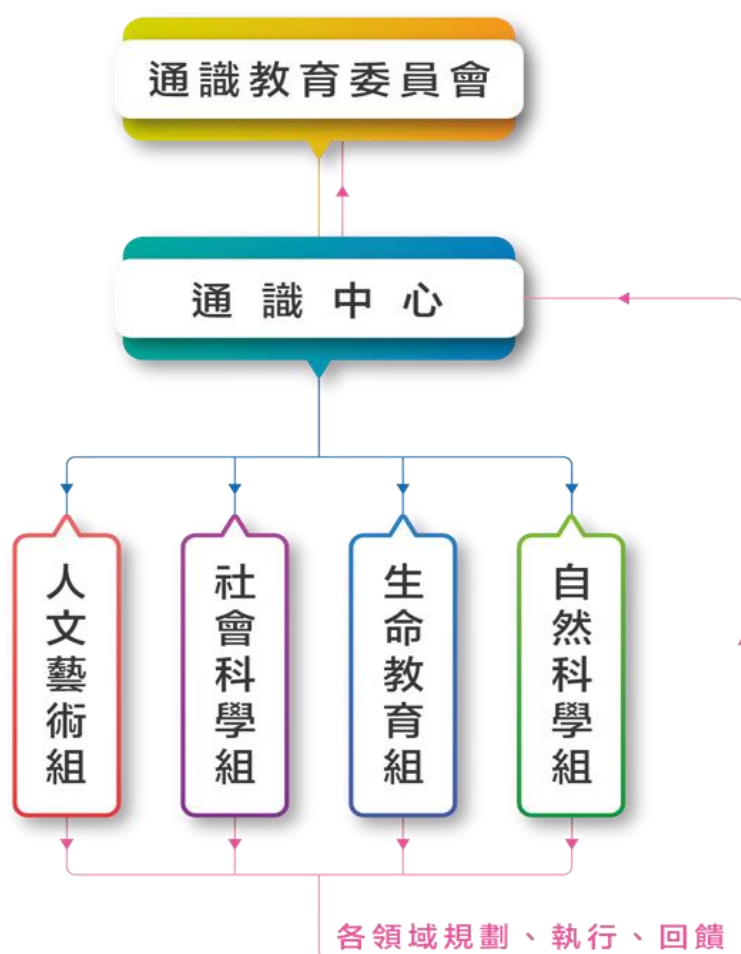 通識教育委員會
通識中心
人文藝術組
社會科學組
生命教育組
自然科學組
各領域規劃、執行、回饋